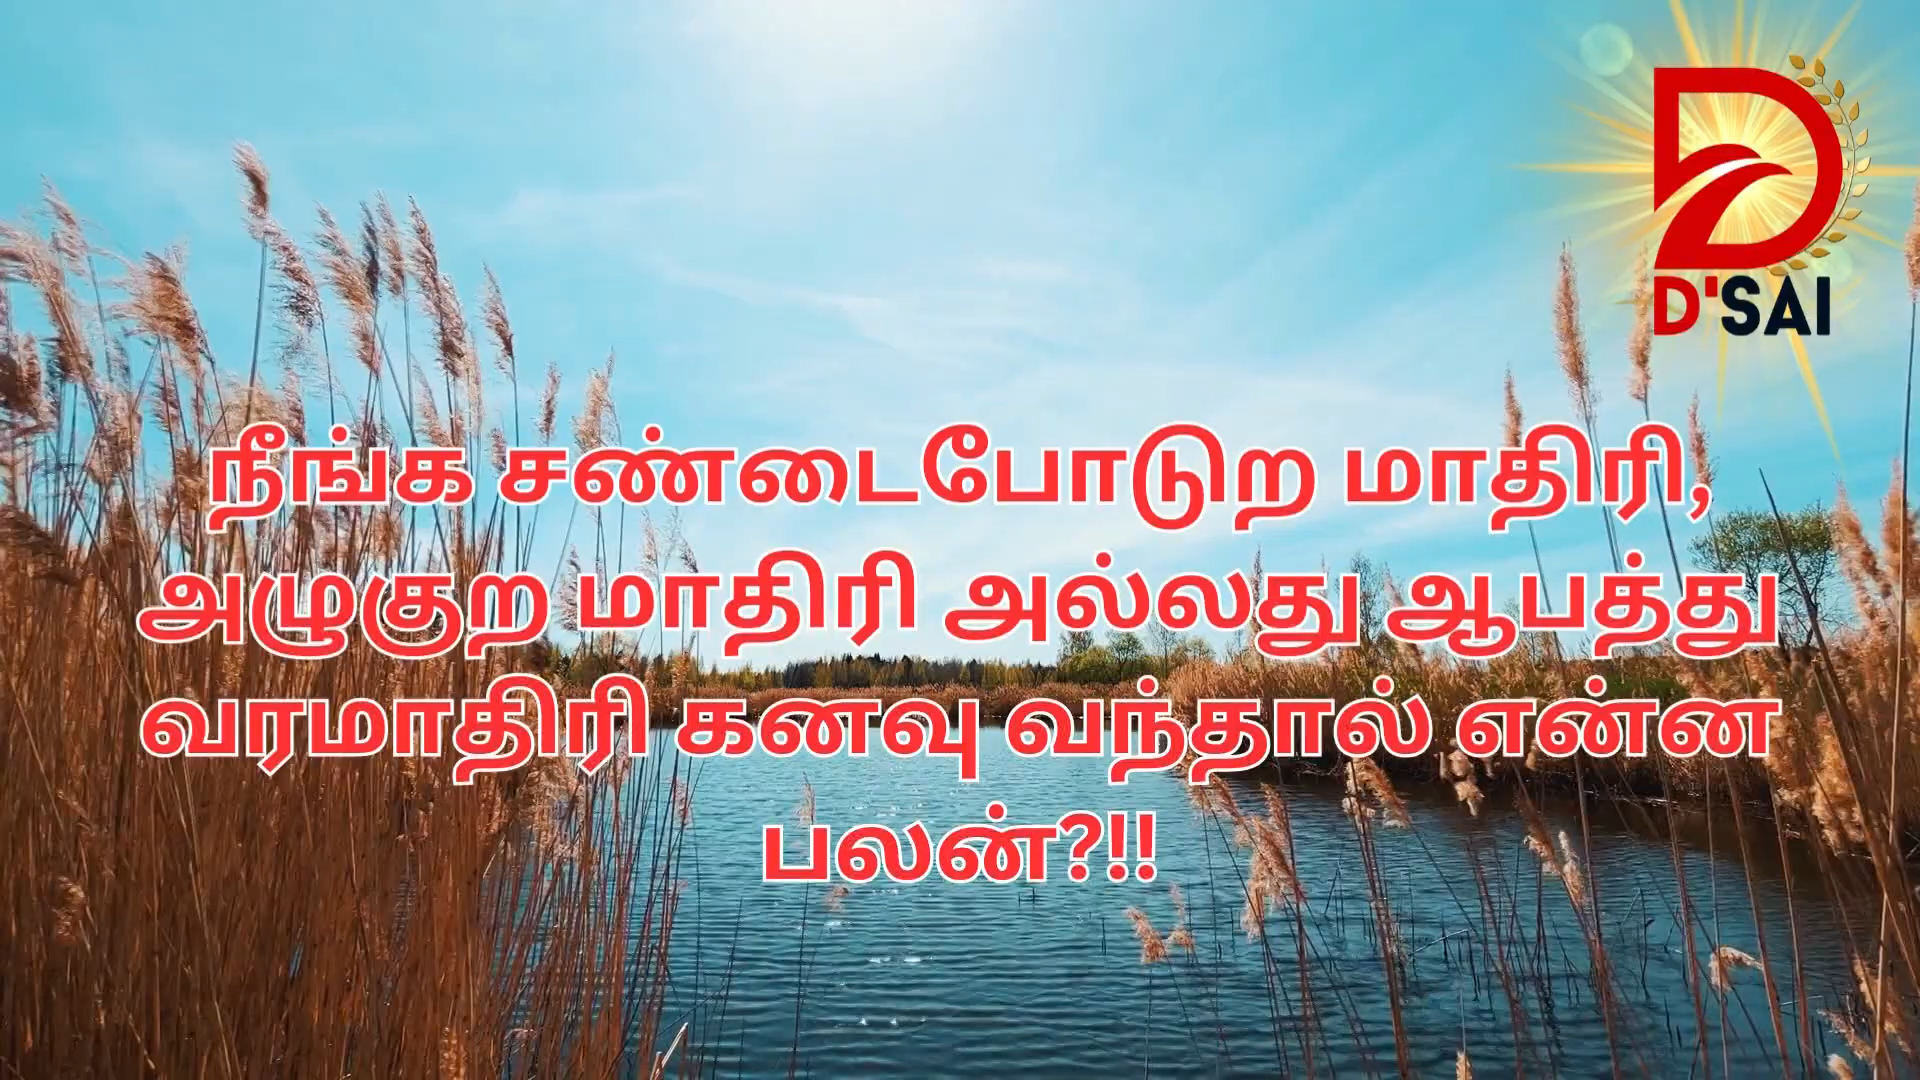 D'SAI
நீங்க சண்டைபோடுற மாதிரி,
அழுகுற மாதிரி அல்லது ஆபத்து
வரமாதிரி கனவு வந்தால் என்ன
பலன்?!!